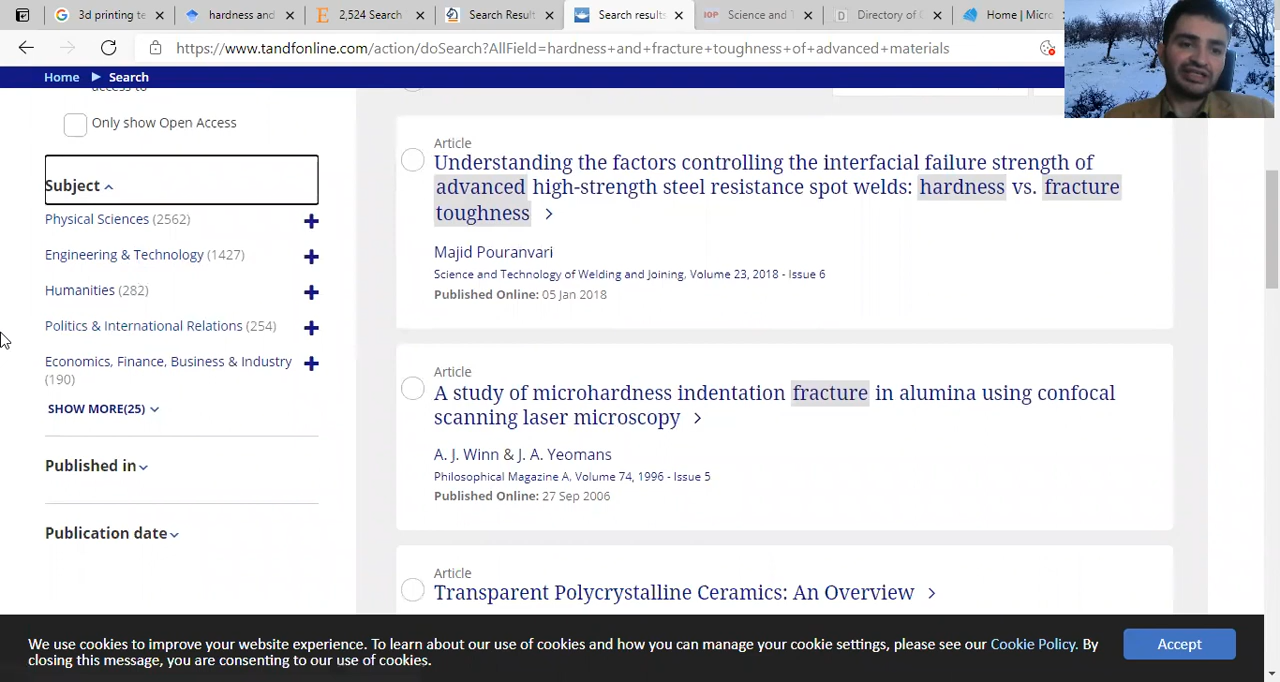 3d printing te
hardness and
2,524 Search
Search Result
Search results
IOP Science and T
Directory of
Home | Micro
https://www.tandfonline.com/action/doSearch?AllField=hardness+and+fracture+toughness+of+advanced+materials
Home ▶ Search
access to
Only show Open Access
Subject
Physical Sciences (2562)
Engineering & Technology (1427)
Humanities (282)
Politics & International Relations (254)
Economics, Finance, Business & Industry
(190)
SHOW MORE(25)
Published in
Publication date
Article
Understanding the factors controlling the interfacial failure strength of
advanced high-strength steel resistance spot welds: hardness vs. fracture
toughness
Majid Pouranvari
Science and Technology of Welding and Joining, Volume 23, 2018 - Issue 6
Published Online: 05 Jan 2018
Article
A study of microhardness indentation fracture in alumina using confocal
scanning laser microscopy
A. J. Winn & J. A. Yeomans
Philosophical Magazine A, Volume 74, 1996 - Issue 5
Published Online: 27 Sep 2006
Article
Transparent Polycrystalline Ceramics: An Overview
We use cookies to improve your website experience. To learn about our use of cookies and how you can manage your cookie settings, please see our Cookie Policy. By
closing this message, you are consenting to our use of cookies.
Accept